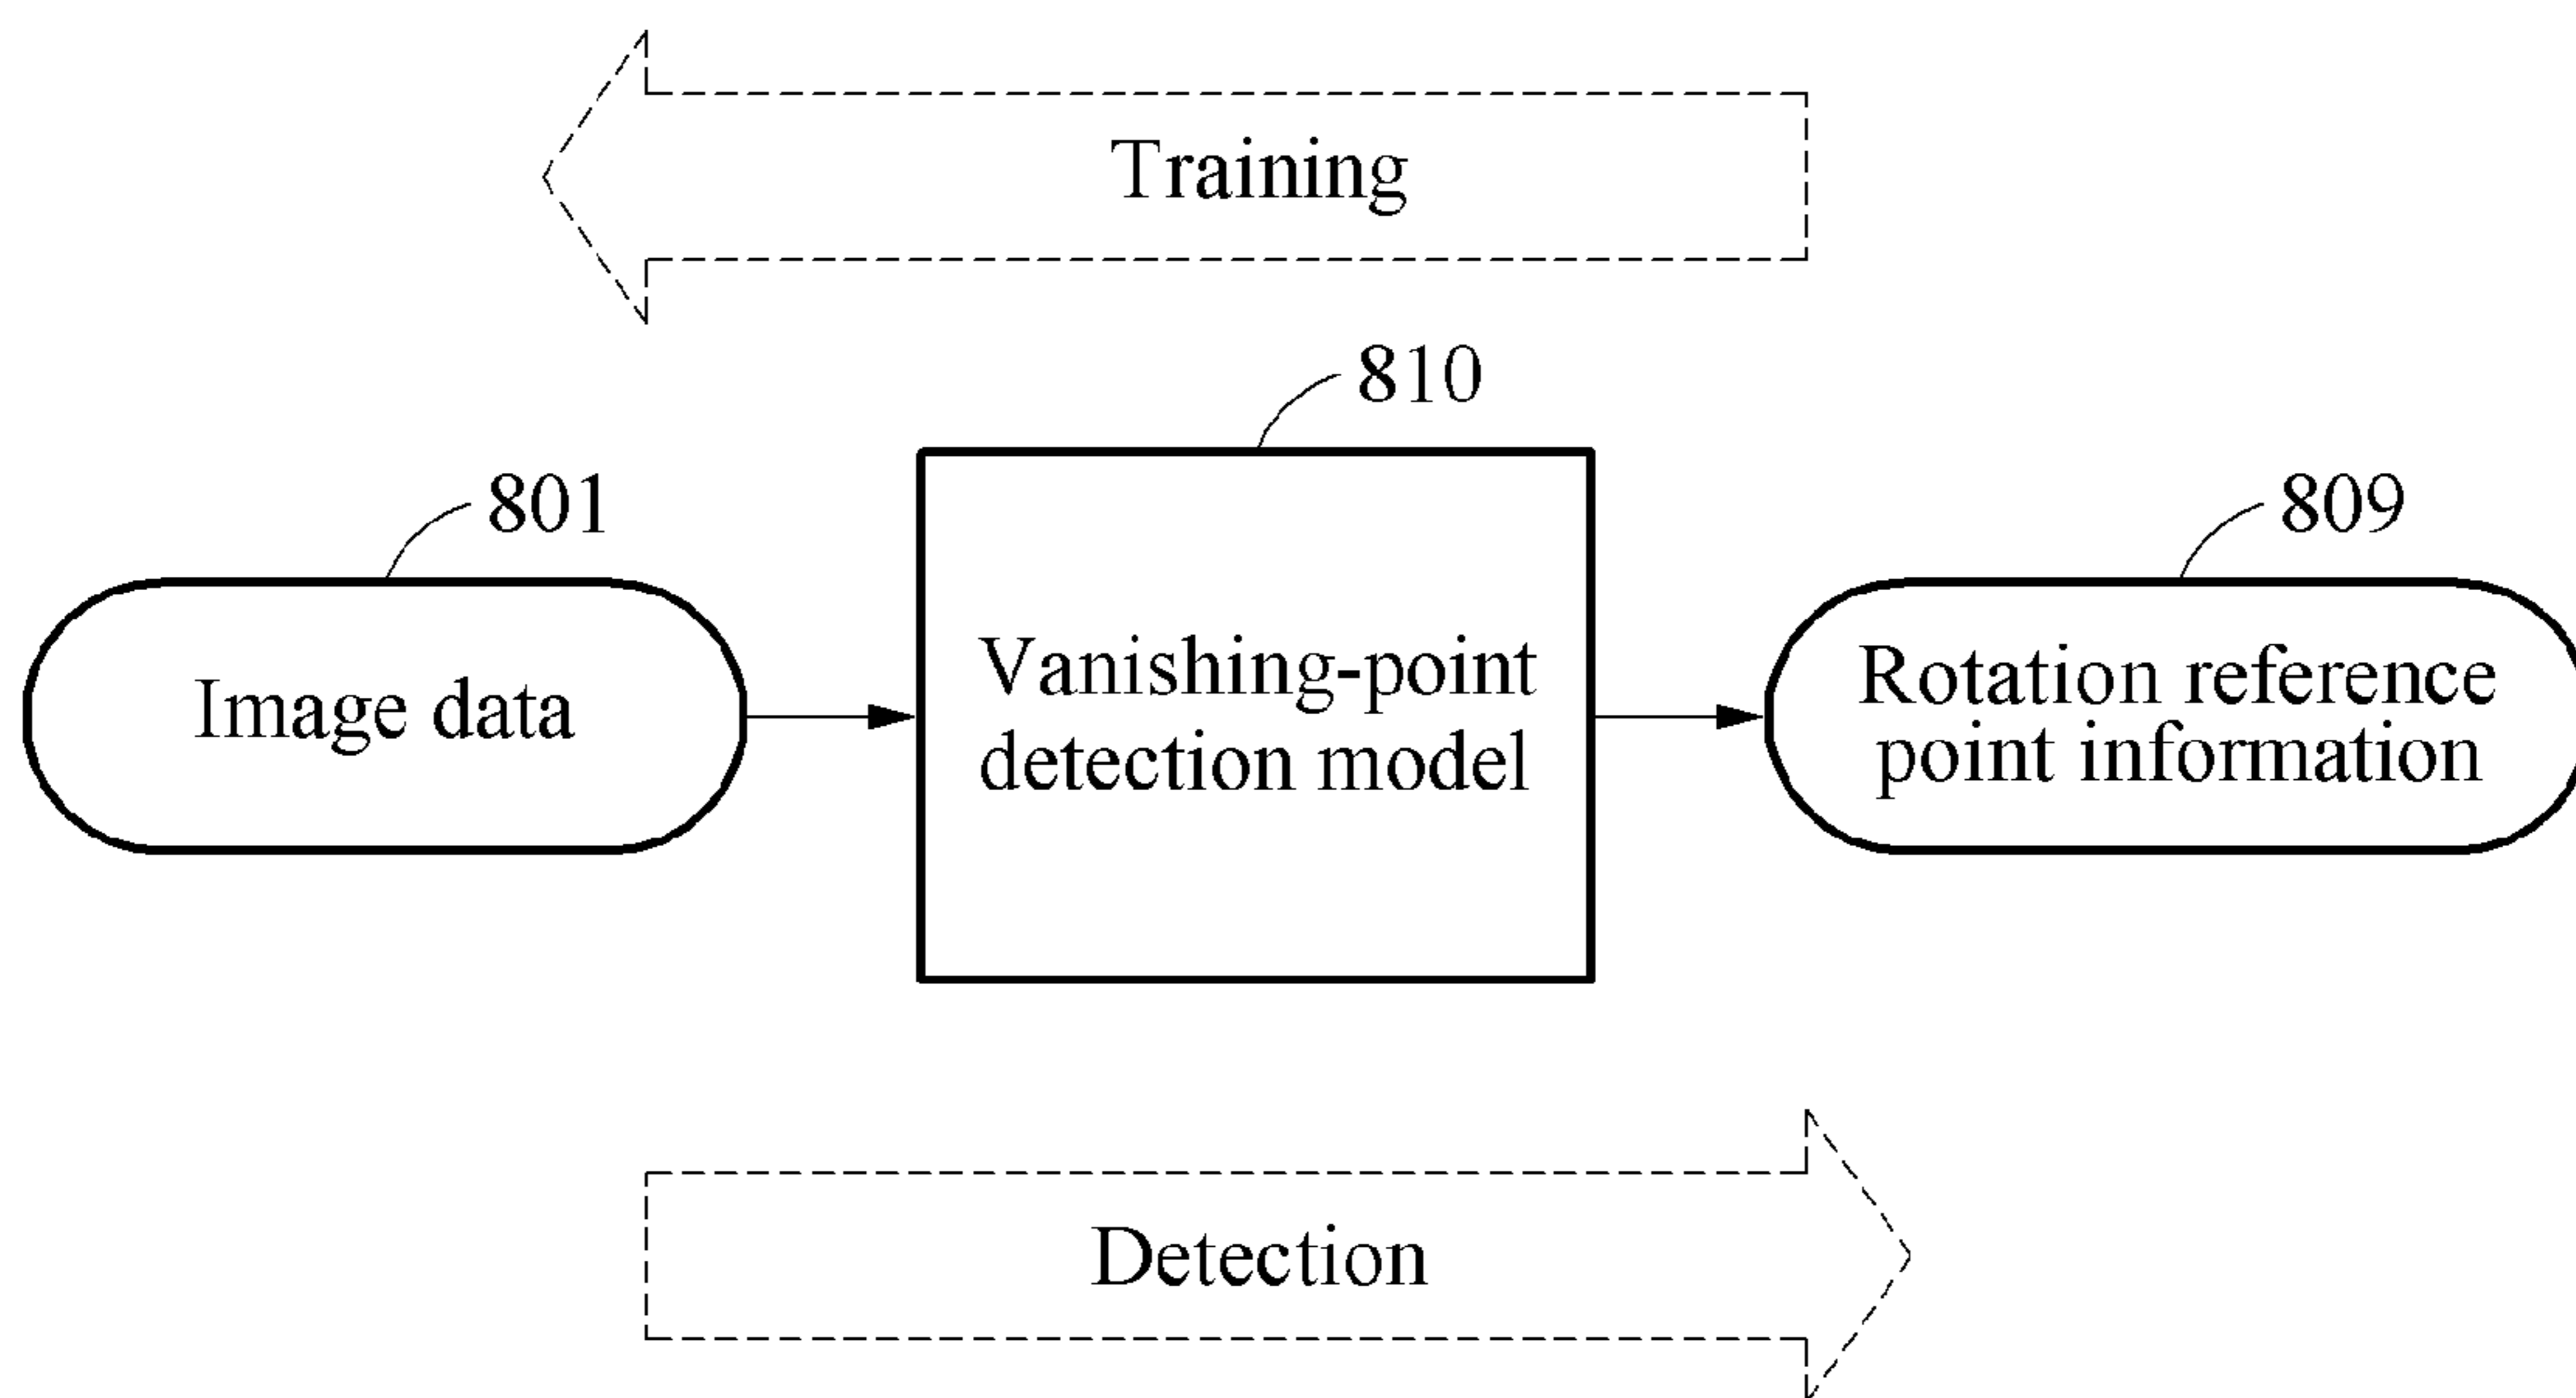 Training
810
801
809
Image data
Vanishing-point
detection model
Rotation reference
point information
Detection